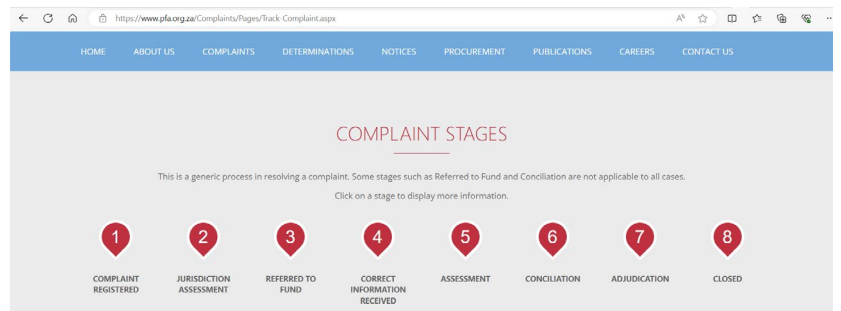 https://www.pfa.org.za/Complaints/Pages/Track-Complaint.aspx
HOME ABOUT US COMPLAINTS DETERMINATIONS NOTICES PROCUREMENT PUBLICATIONS CAREERS CONTACT US
COMPLAINT STAGES
This is a generic process in resolving a complaint. Some stages such as Referred to Fund and Conciliation are not applicable to all cases.
Click on a stage to display more information.
1 2 3 4 5 6 7 8
COMPLAINT JURISDICTION REFERRED TO CORRECT ASSESSMENT CONCILIATION ADJUDICATION CLOSED
REGISTERED ASSESSMENT FUND INFORMATION
RECEIVED